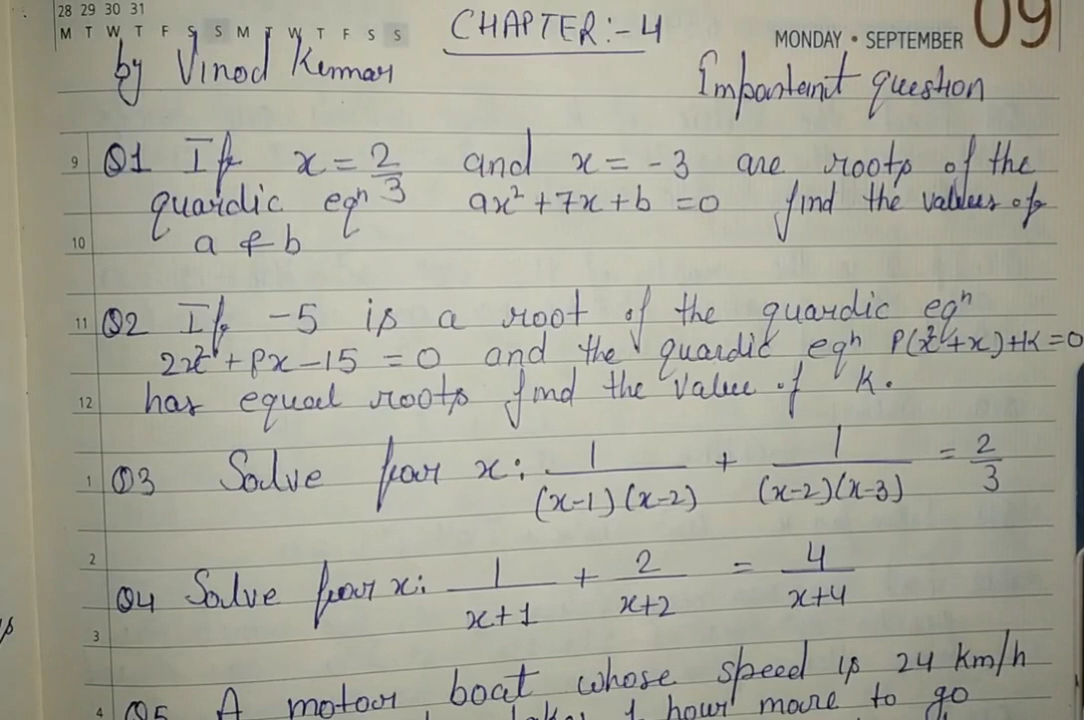 28 29 30 31
M T W T F S S M T W T F S S
CHAPTER:- 4
MONDAY • SEPTEMBER 09
by Vinod Kumar
Important question
9 Q1 If x = 2/3 and x = -3 are roots of the
quardic eqn ax² + 7x + b = 0 find the values of
10 a & b
11 Q2 If -5 is a root of the quardic eqn
2x² + Px - 15 = 0 and the quardic eqn P(x²+x)+K=0
12 has equal roots find the value of K.
1 Q3 Solve for x: 1/((x-1)(x-2)) + 1/((x-2)(x-3)) = 2/3
2
Q4 Solve for x: 1/(x+1) + 2/(x+2) = 4/(x+4)
3
Q5 A motor boat whose speed is 24 km/h
4 1 hour more to go